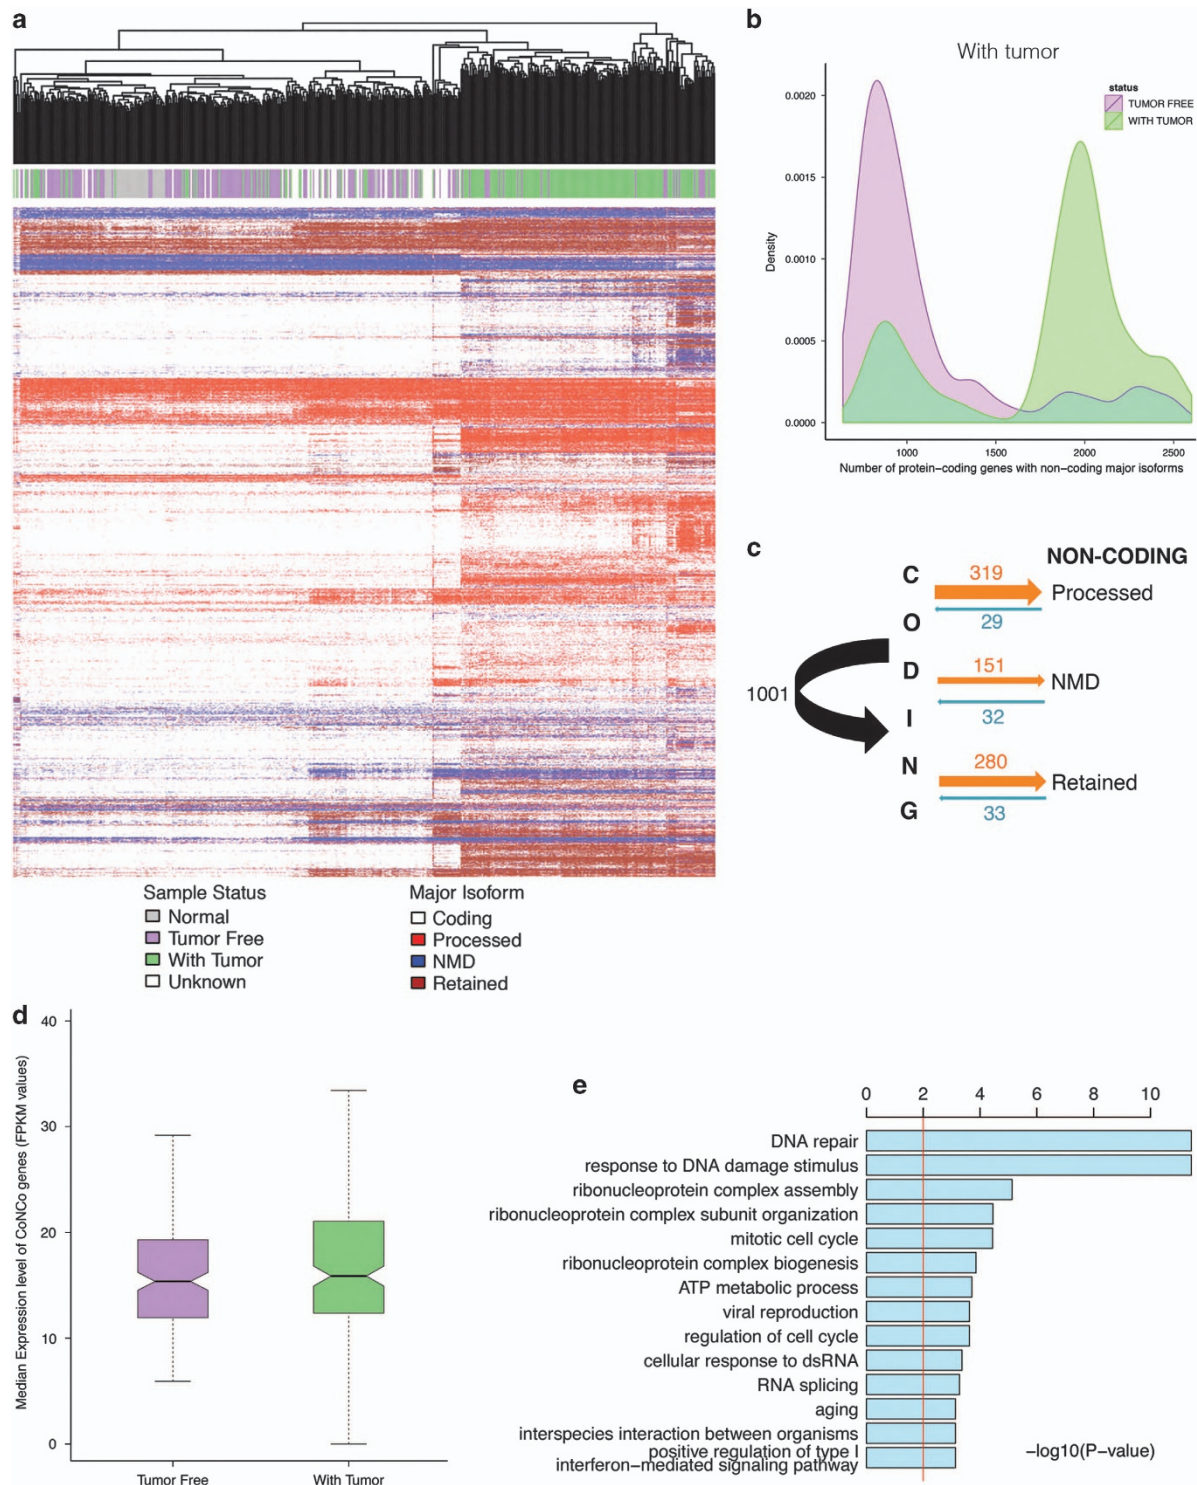 a
Sample Status
Normal
Tumor Free
With Tumor
Unknown
Major Isoform
Coding
Processed
NMD
Retained
b
With tumor
status
TUMOR FREE
WITH TUMOR
Density
0.0020
0.0015
0.0010
0.0005
0.0000
1000 1500 2000 2500
Number of protein-coding genes with non-coding major isoforms
c
NON-CODING
C
O
D
I
N
G
1001
319
Processed
29
151
NMD
32
280
Retained
33
d
Median Expression level of CoNCo genes (FPKM values)
40
30
20
10
0
Tumor Free With Tumor
e
0 2 4 6 8 10
DNA repair
response to DNA damage stimulus
ribonucleoprotein complex assembly
ribonucleoprotein complex subunit organization
mitotic cell cycle
ribonucleoprotein complex biogenesis
ATP metabolic process
viral reproduction
regulation of cell cycle
cellular response to dsRNA
RNA splicing
aging
interspecies interaction between organisms
positive regulation of type I
interferon-mediated signaling pathway
-log10(P-value)